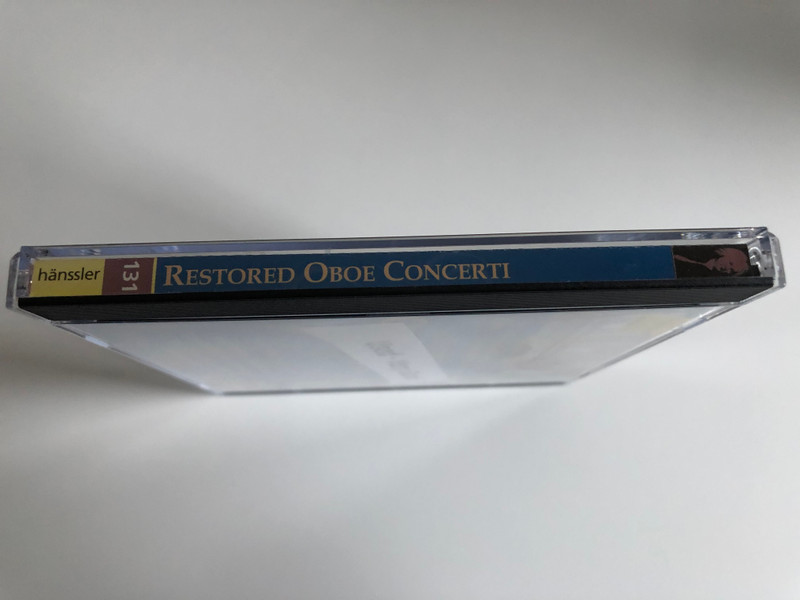 hänssler
131
RESTORED OBOE CONCERTI